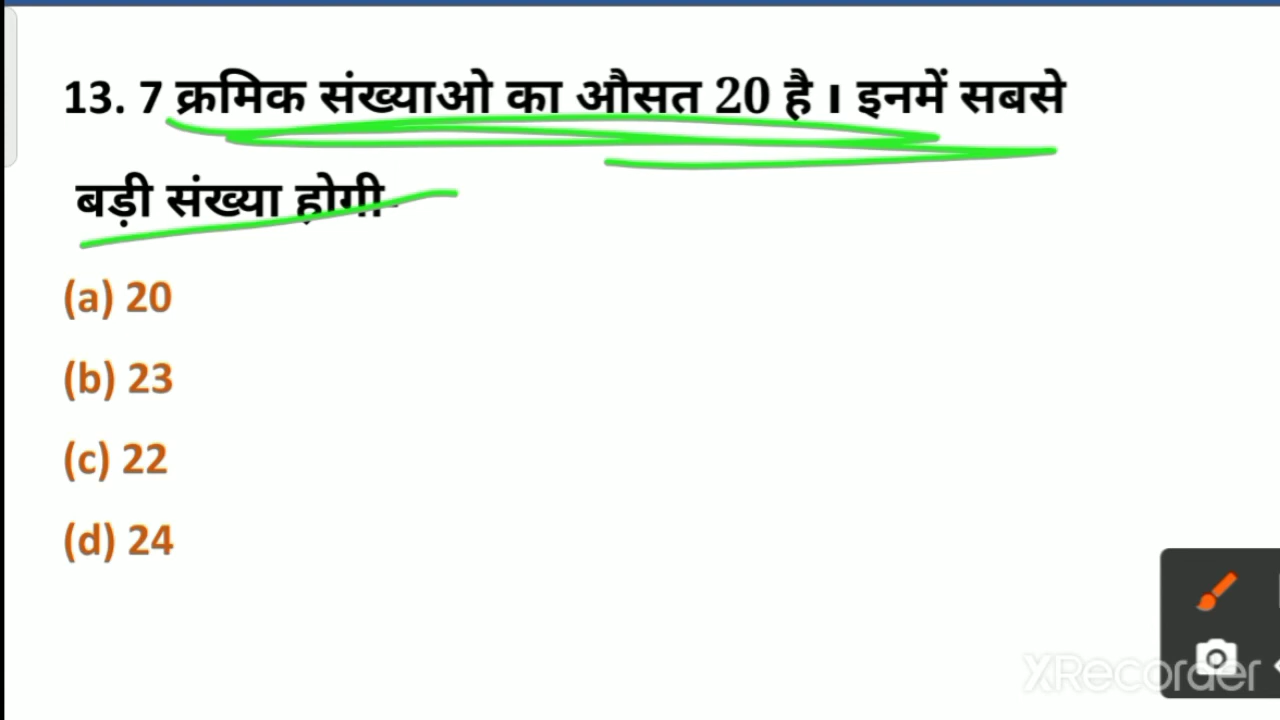 13. 7 क्रमिक संख्याओ का औसत 20 है । इनमें सबसे
बड़ी संख्या होगी-
(a) 20
(b) 23
(c) 22
(d) 24
XRecorder